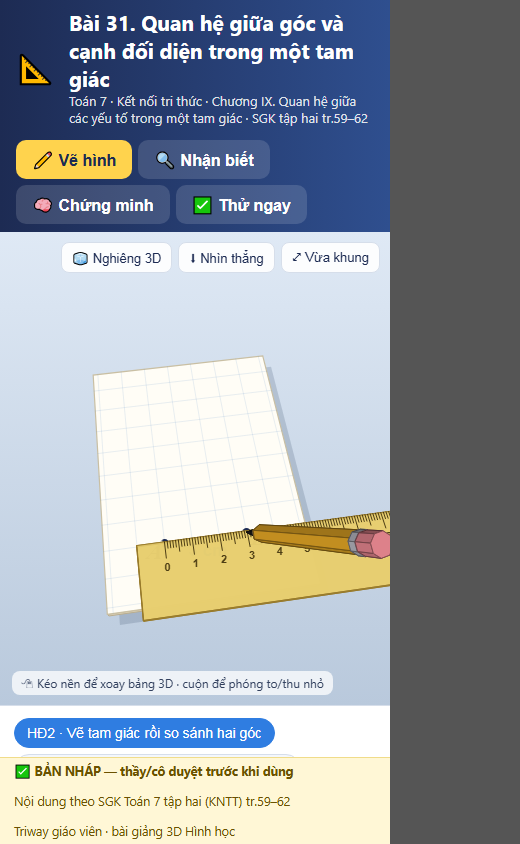 Bài 31. Quan hệ giữa góc và
cạnh đối diện trong một tam
giác
Toán 7 · Kết nối tri thức · Chương IX. Quan hệ giữa
các yếu tố trong một tam giác · SGK tập hai tr.59–62
Vẽ hình
Nhận biết
Chứng minh
Thử ngay
Nghiêng 3D
Nhìn thẳng
Vừa khung
0 1 2 3 4
Kéo nền để xoay bảng 3D · cuộn để phóng to/thu nhỏ
HĐ2 · Vẽ tam giác rồi so sánh hai góc
BẢN NHÁP — thầy/cô duyệt trước khi dùng
Nội dung theo SGK Toán 7 tập hai (KNTT) tr.59–62
Triway giáo viên · bài giảng 3D Hình học